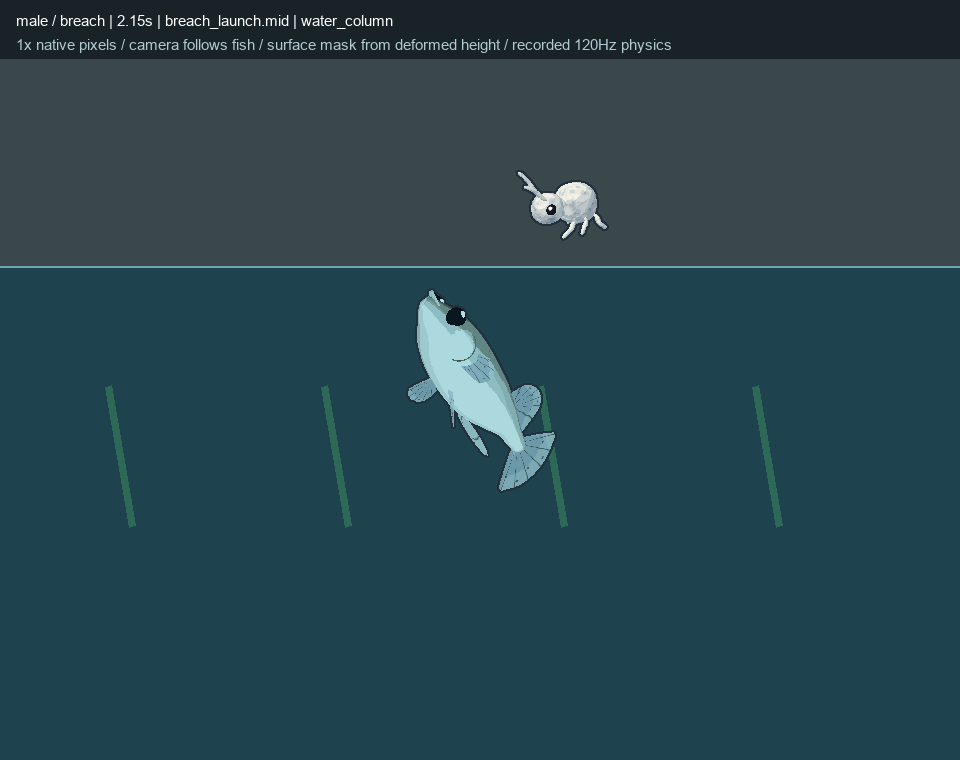 male / breach | 2.15s | breach_launch.mid | water_column
1x native pixels / camera follows fish / surface mask from deformed height / recorded 120Hz physics